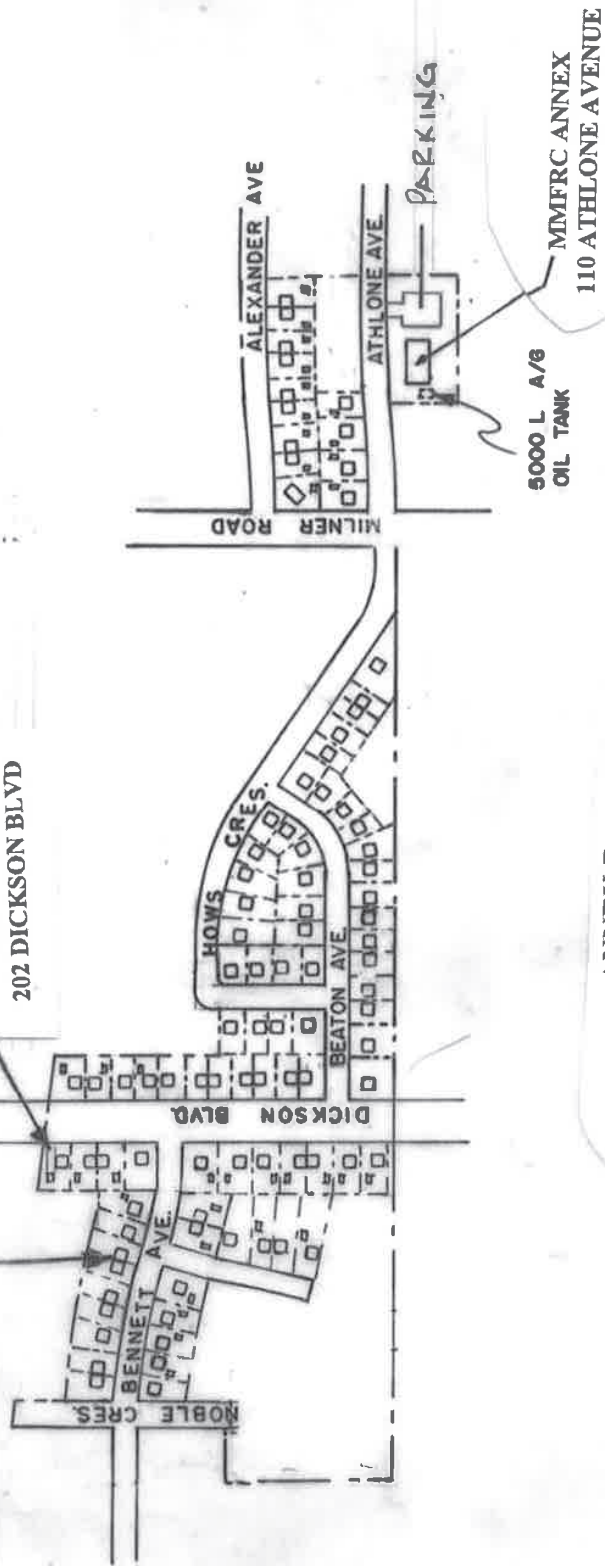 202 DICKSON BLVD
ALEXANDER AVE
ATHLONE AVE.
PARKING
MMFRC ANNEX
110 ATHLONE AVENUE
5000 L A/G
OIL TANK
MILNER ROAD
HOWS CRES.
BEATON AVE.
DICKSON BLVD.
BENNETT AVE.
NOBLE CRES.